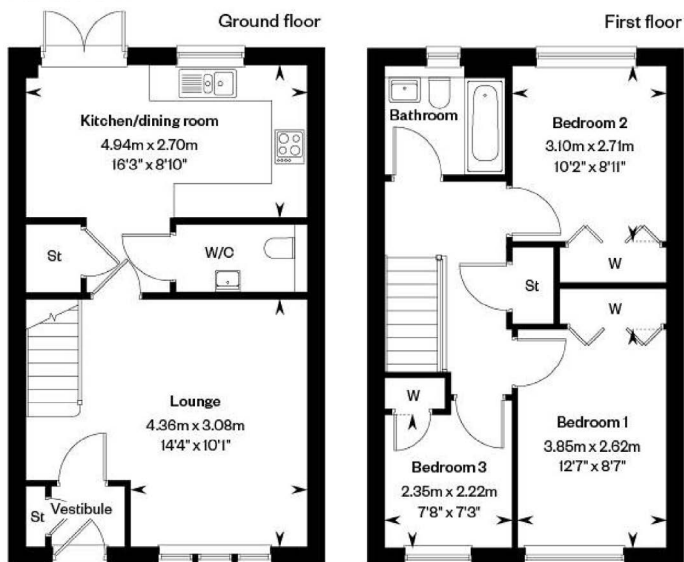 Ground floor
Kitchen/dining room
4.94m x 2.70m
16'3" x 8'10"
St
W/C
Lounge
4.36m x 3.08m
14'4" x 10'1"
St
Vestibule
First floor
Bathroom
Bedroom 2
3.10m x 2.71m
10'2" x 8'11"
W
St
W
W
Bedroom 1
3.85m x 2.62m
12'7" x 8'7"
Bedroom 3
2.35m x 2.22m
7'8" x 7'3"